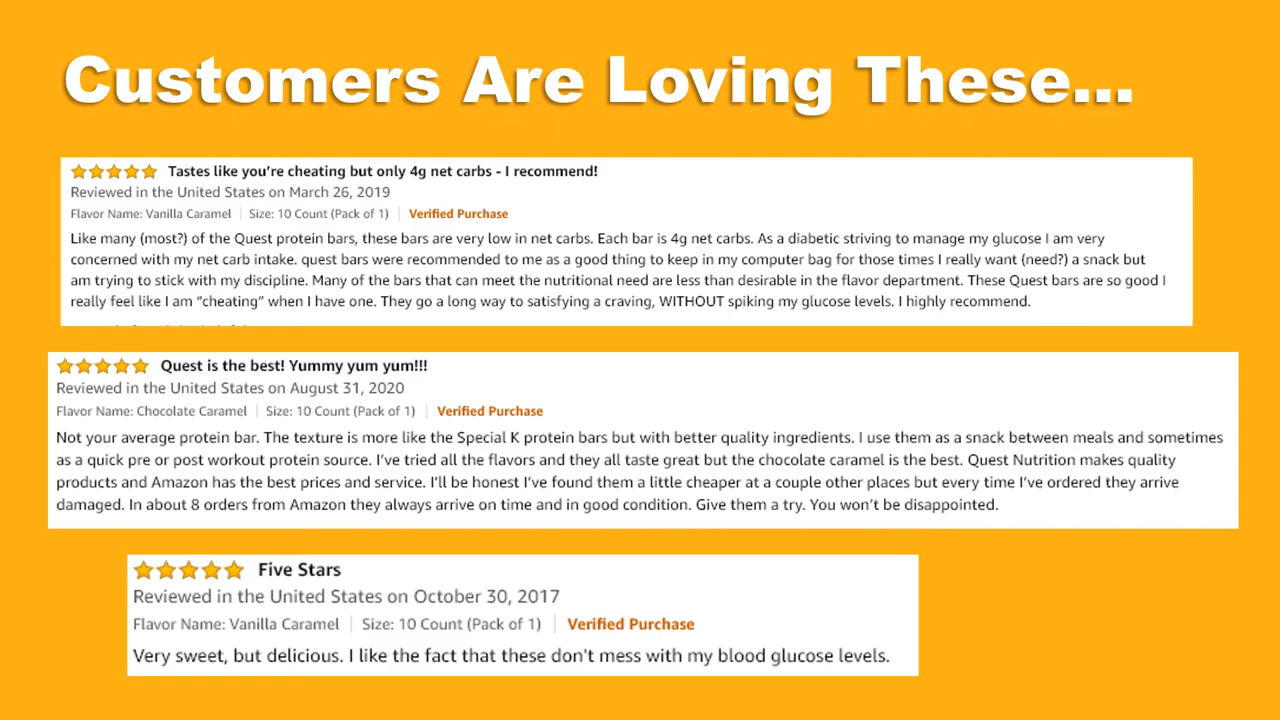 Customers Are Loving These...
Tastes like you're cheating but only 4g net carbs - I recommend!
Reviewed in the United States on March 26, 2019
Flavor Name: Vanilla Caramel | Size: 10 Count (Pack of 1) | Verified Purchase
Like many (most?) of the Quest protein bars, these bars are very low in net carbs. Each bar is 4g net carbs. As a diabetic striving to manage my glucose I am very
concerned with my net carb intake. quest bars were recommended to me as a good thing to keep in my computer bag for those times I really want (need?) a snack but
am trying to stick with my discipline. Many of the bars that can meet the nutritional need are less than desirable in the flavor department. These Quest bars are so good I
really feel like I am “cheating” when I have one. They go a long way to satisfying a craving, WITHOUT spiking my glucose levels. I highly recommend.
Quest is the best! Yummy yum yum!!!
Reviewed in the United States on August 31, 2020
Flavor Name: Chocolate Caramel | Size: 10 Count (Pack of 1) | Verified Purchase
Not your average protein bar. The texture is more like the Special K protein bars but with better quality ingredients. I use them as a snack between meals and sometimes
as a quick pre or post workout protein source. I've tried all the flavors and they all taste great but the chocolate caramel is the best. Quest Nutrition makes quality
products and Amazon has the best prices and service. I'll be honest I've found them a little cheaper at a couple other places but every time I've ordered they arrive
damaged. In about 8 orders from Amazon they always arrive on time and in good condition. Give them a try. You won't be disappointed.
Five Stars
Reviewed in the United States on October 30, 2017
Flavor Name: Vanilla Caramel | Size: 10 Count (Pack of 1) | Verified Purchase
Very sweet, but delicious. I like the fact that these don't mess with my blood glucose levels.